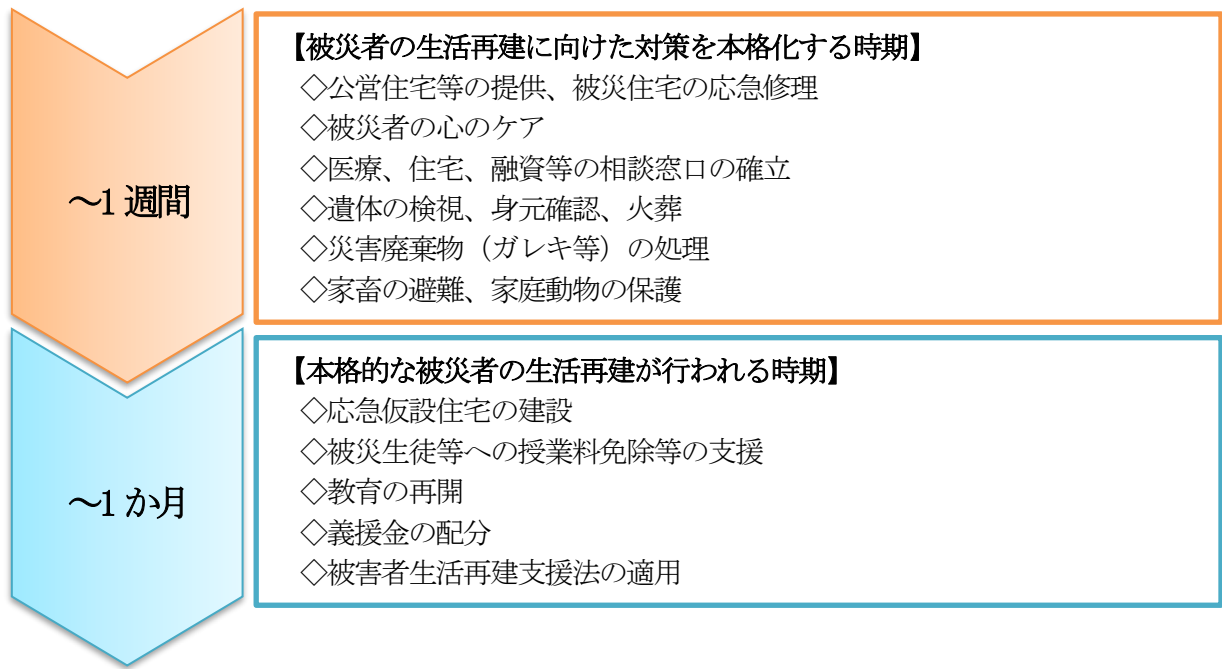 ～1 週間
【被災者の生活再建に向けた対策を本格化する時期】
◇公営住宅等の提供、被災住宅の応急修理
◇被災者の心のケア
◇医療、住宅、融資等の相談窓口の確立
◇遺体の検視、身元確認、火葬
◇災害廃棄物（ガレキ等）の処理
◇家畜の避難、家庭動物の保護
～1 か月
【本格的な被災者の生活再建が行われる時期】
◇応急仮設住宅の建設
◇被災生徒等への授業料免除等の支援
◇教育の再開
◇義援金の配分
◇被害者生活再建支援法の適用